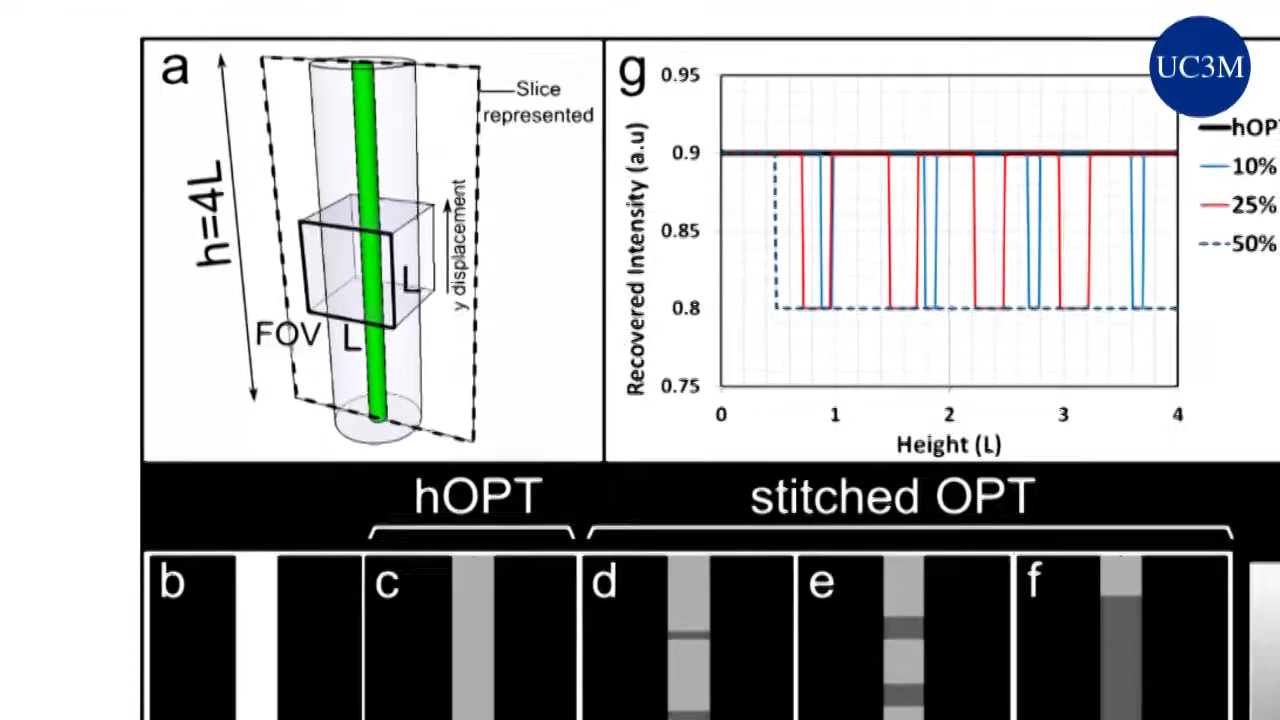 a
Slice
represented
h=4L
y displacement
L
FOV
L
g
UC3M
0.95
0.9
0.85
0.8
0.75
Recovered Intensity (a.u)
0
1
2
3
4
Height (L)
10%
25%
50%
hOPT
stitched OPT
b
c
d
e
f